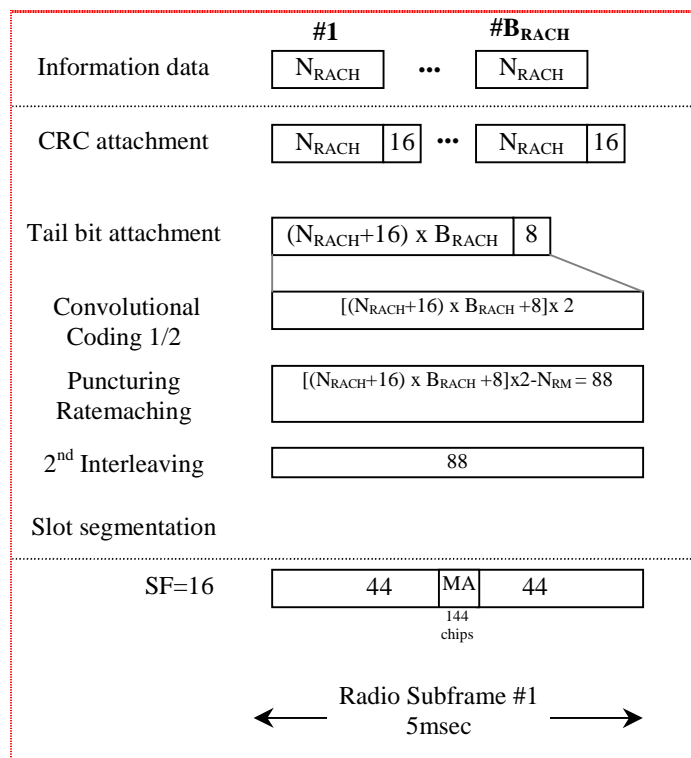 #1 #B_RACH
Information data N_RACH ... N_RACH
CRC attachment N_RACH 16 ... N_RACH 16
Tail bit attachment (N_RACH+16) x B_RACH 8
Convolutional
Coding 1/2
[(N_RACH+16) x B_RACH +8]x 2
Puncturing
Ratemaching
[(N_RACH+16) x B_RACH +8]x2-N_RM = 88
2nd Interleaving 88
Slot segmentation
SF=16 44 MA 44
144
chips
Radio Subframe #1
5msec